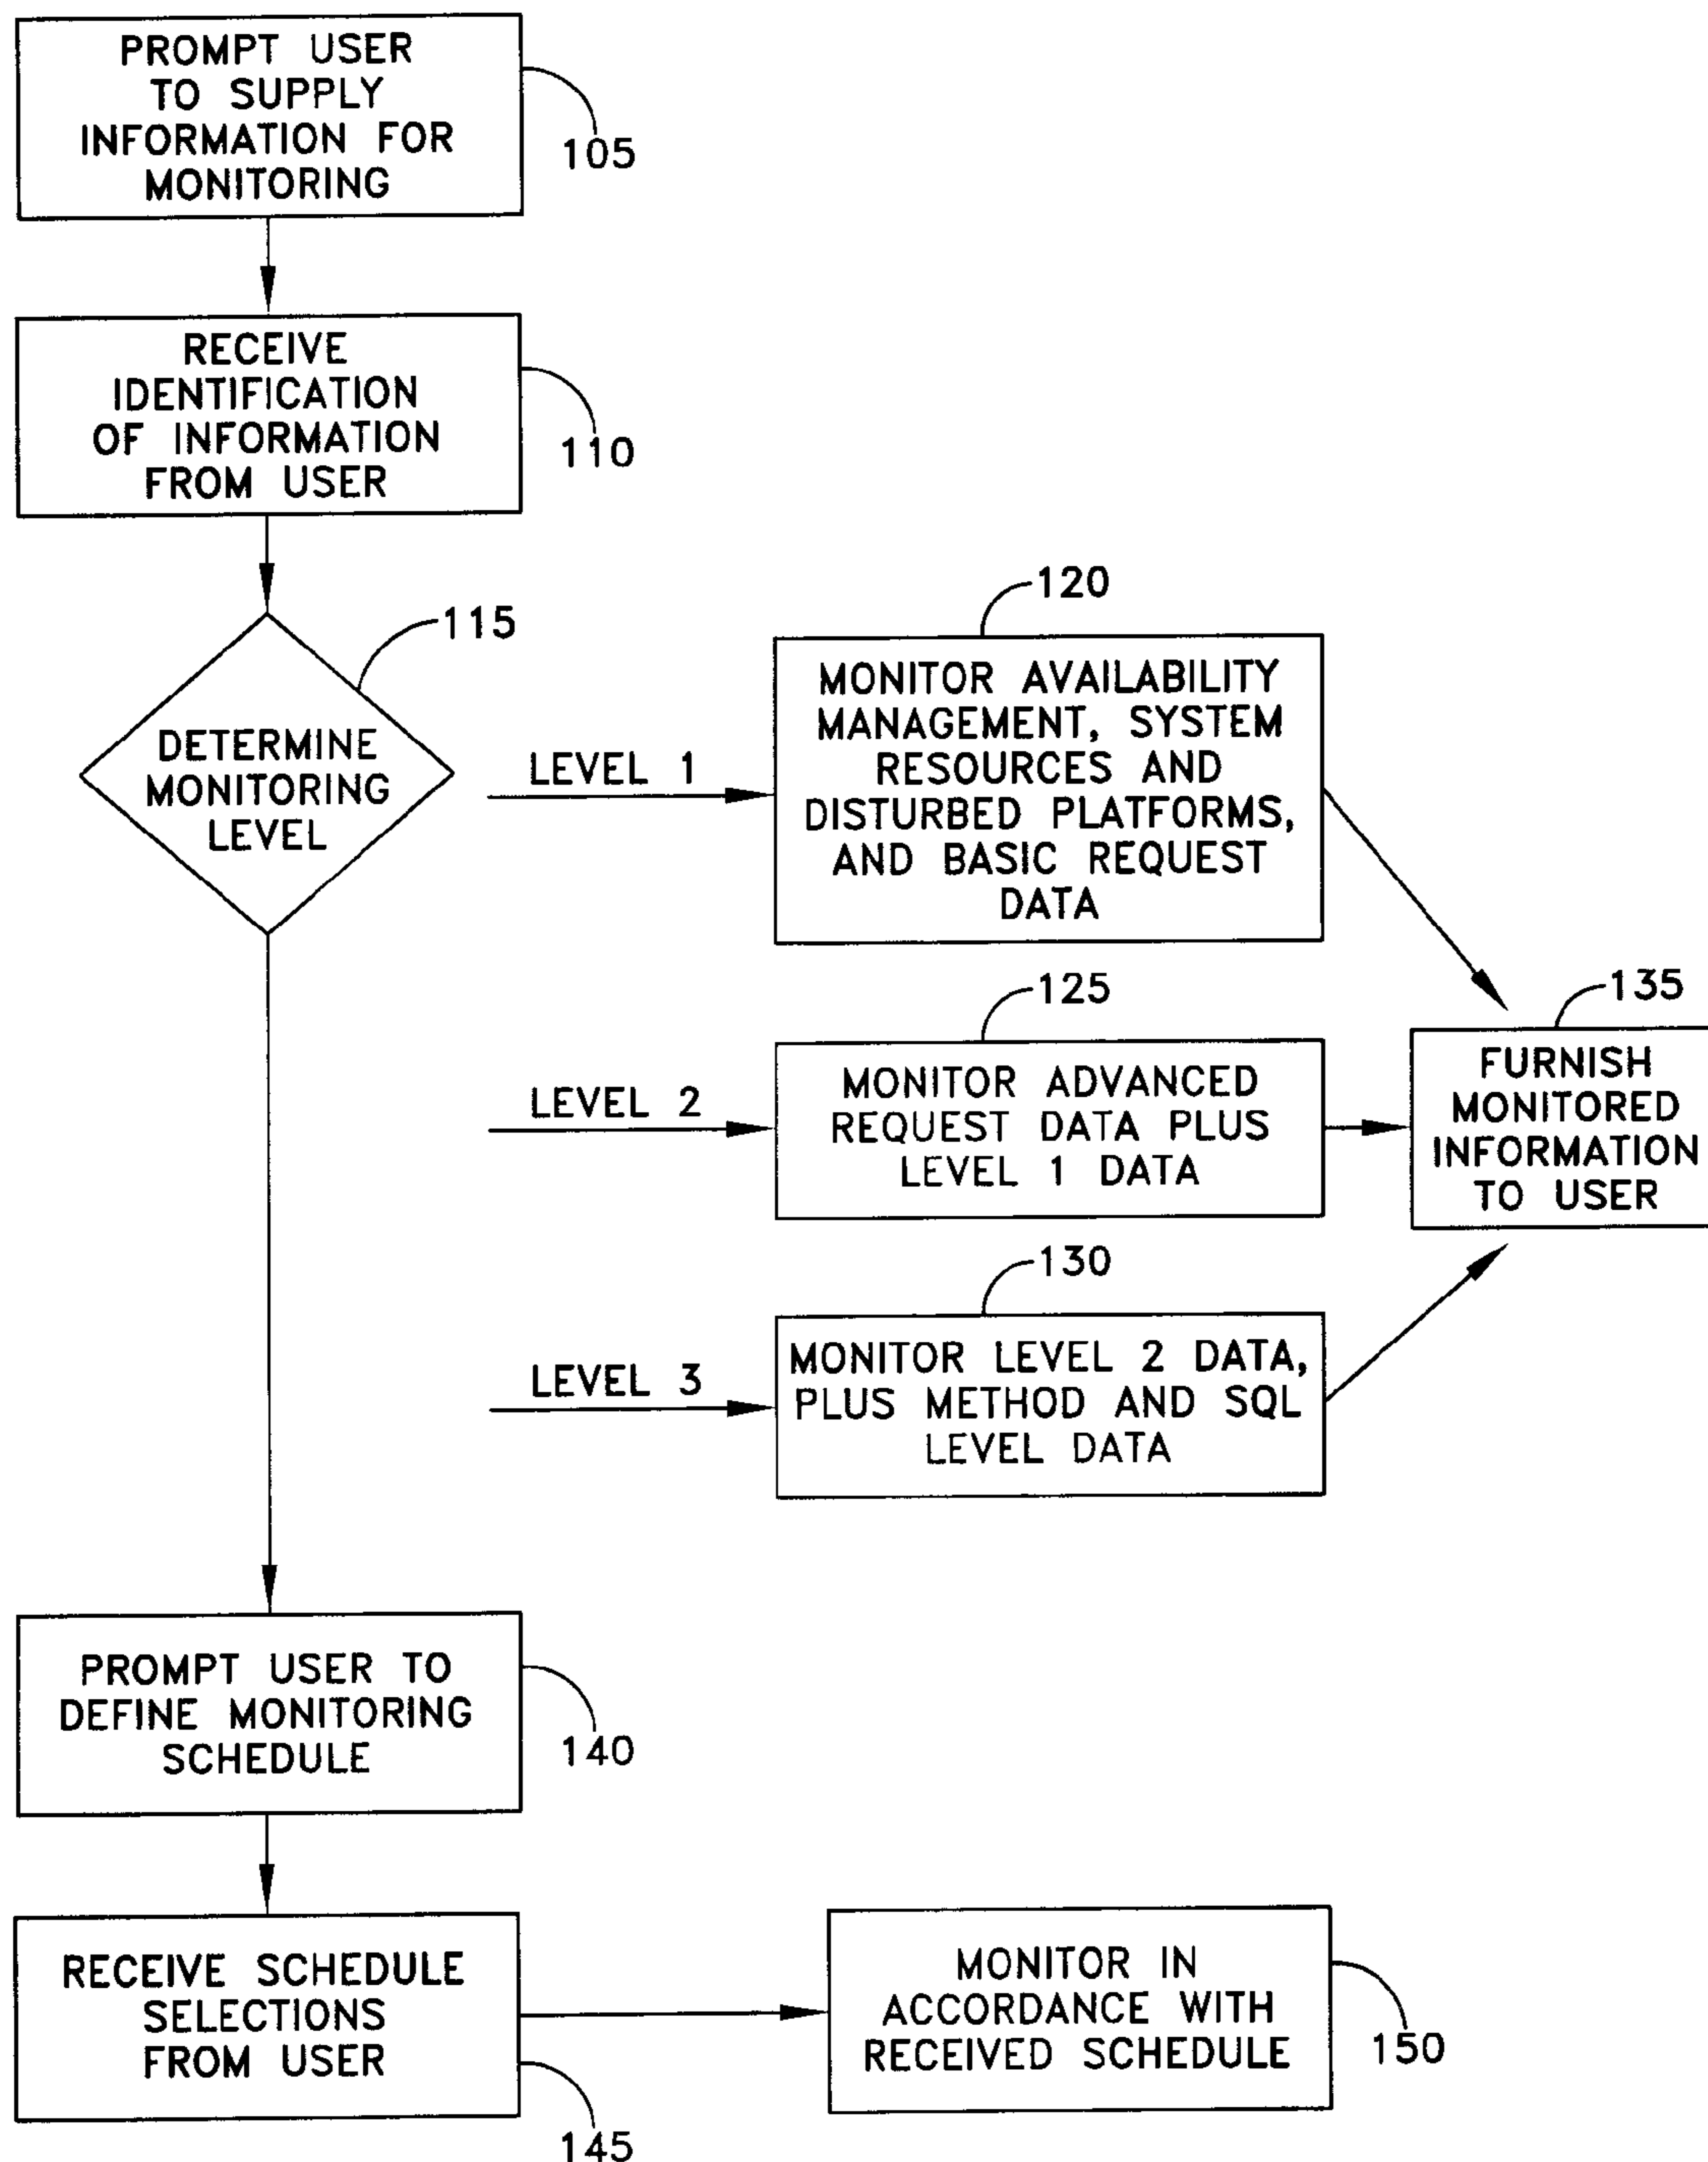 PROMPT USER
TO SUPPLY
INFORMATION FOR
MONITORING
105
RECEIVE
IDENTIFICATION
OF INFORMATION
FROM USER
110
115
DETERMINE
MONITORING
LEVEL
LEVEL 1
120
MONITOR AVAILABILITY
MANAGEMENT, SYSTEM
RESOURCES AND
DISTURBED PLATFORMS,
AND BASIC REQUEST
DATA
LEVEL 2
125
MONITOR ADVANCED
REQUEST DATA PLUS
LEVEL 1 DATA
LEVEL 3
130
MONITOR LEVEL 2 DATA,
PLUS METHOD AND SQL
LEVEL DATA
135
FURNISH
MONITORED
INFORMATION
TO USER
PROMPT USER TO
DEFINE MONITORING
SCHEDULE
140
RECEIVE SCHEDULE
SELECTIONS
FROM USER
145
MONITOR IN
ACCORDANCE WITH
RECEIVED SCHEDULE
150